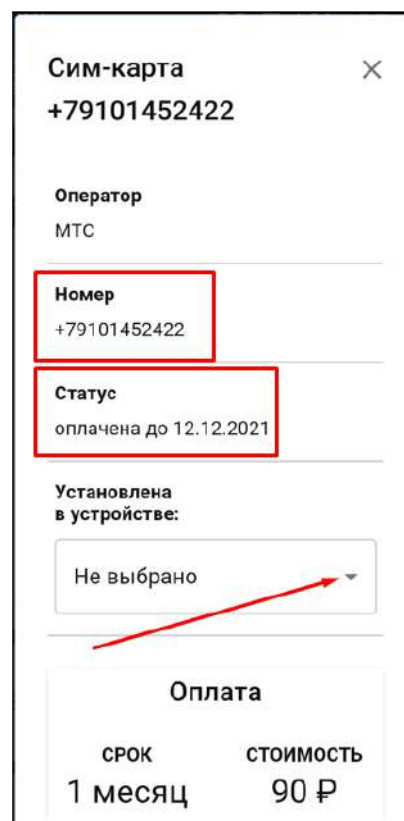 Сим-карта
+79101452422
Оператор
МТС
Номер
+79101452422
Статус
оплачена до 12.12.2021
Установлена
в устройстве:
Не выбрано
Оплата
СРОК СТОИМОСТЬ
1 месяц 90 ₽